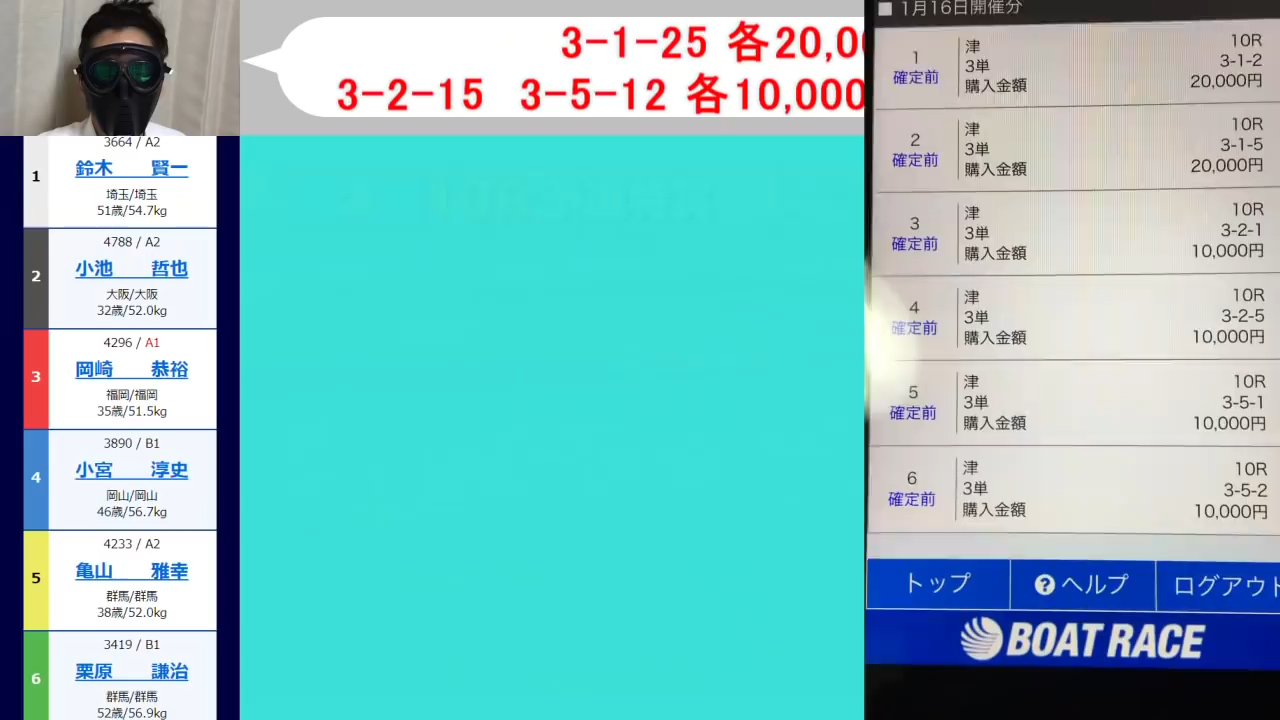 3-1-25 各20,00
3-2-15 3-5-12 各10,000
1
3664 / A2
鈴木 賢一
埼玉/埼玉
51歳/54.7kg
2
4788 / A2
小池 哲也
大阪/大阪
32歳/52.0kg
3
4296 / A1
岡崎 恭裕
福岡/福岡
35歳/51.5kg
4
3890 / B1
小宮 淳史
岡山/岡山
46歳/56.7kg
5
4233 / A2
亀山 雅幸
群馬/群馬
38歳/52.0kg
6
3419 / B1
栗原 謙治
群馬/群馬
52歳/56.9kg
■ 1月16日開催分
1 津 10R
確定前 3単 3-1-2
購入金額 20,000円
2 津 10R
確定前 3単 3-1-5
購入金額 20,000円
3 津 10R
確定前 3単 3-2-1
購入金額 10,000円
4 津 10R
確定前 3単 3-2-5
購入金額 10,000円
5 津 10R
確定前 3単 3-5-1
購入金額 10,000円
6 津 10R
確定前 3単 3-5-2
購入金額 10,000円
トップ ?ヘルプ ログアウト
BOAT RACE